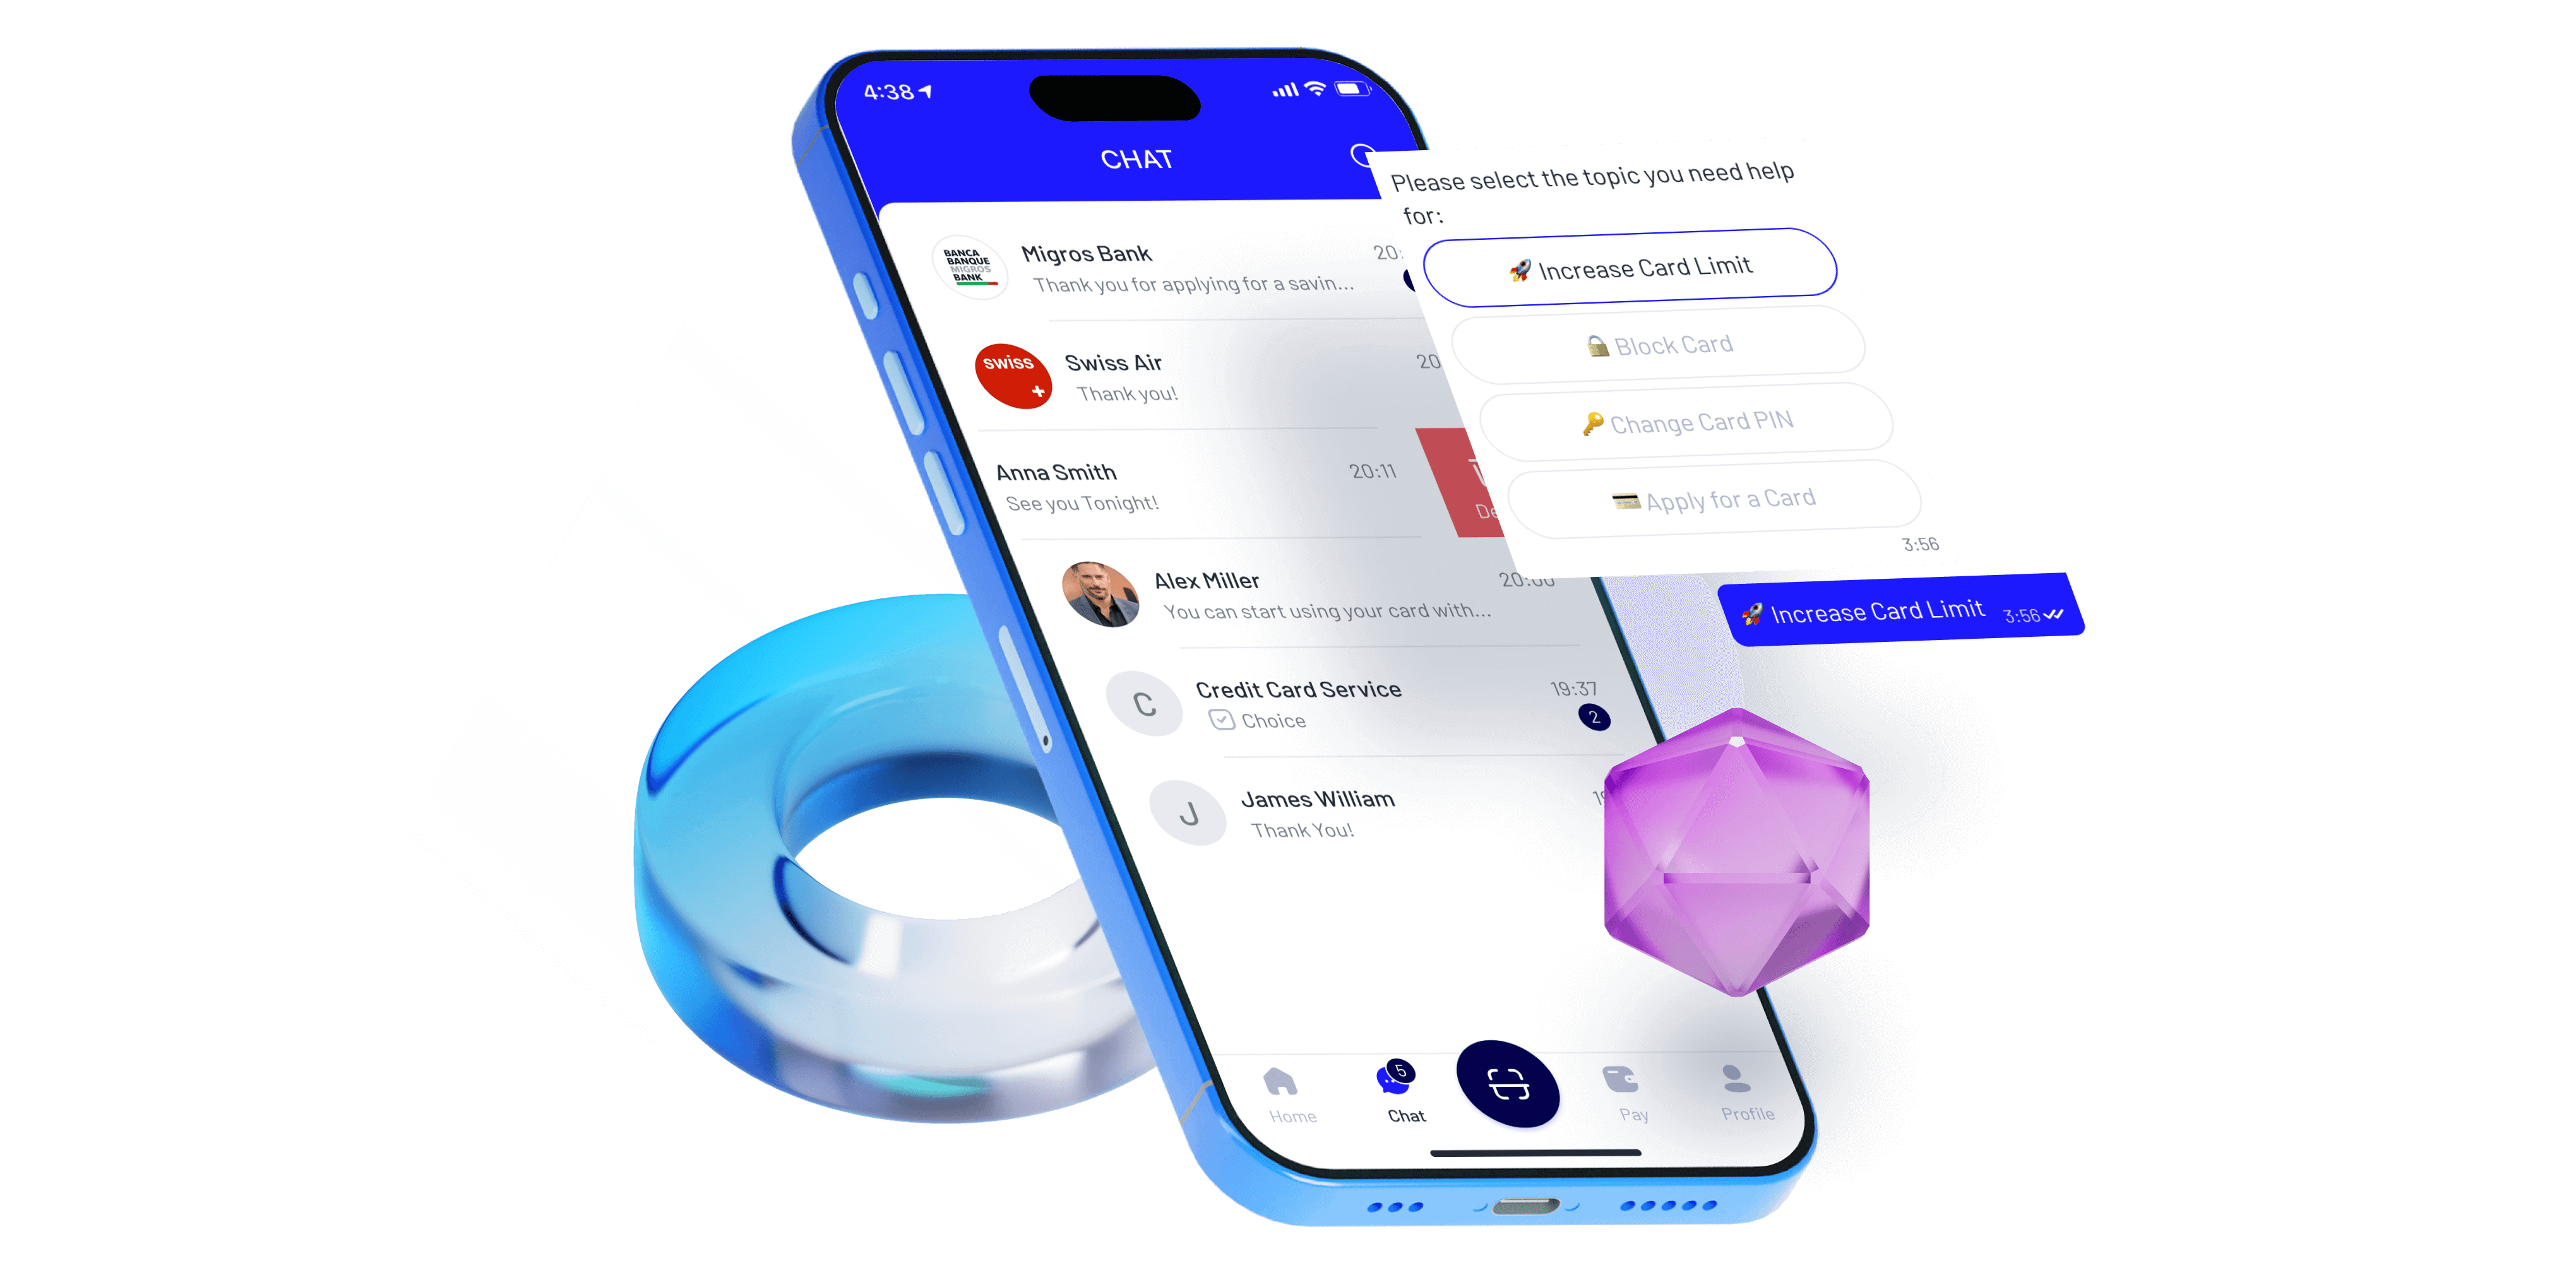 4:38
CHAT
BANCA
BANQUE
MIGROS
BANK
Migros Bank
20:
Thank you for applying for a savin...
swiss
Swiss Air
20
Thank you!
Anna Smith
20:11
See you Tonight!
De
Alex Miller
20:00
You can start using your card with...
C
Credit Card Service
19:37
Choice
2
J
James William
Thank You!
Home
5
Chat
Pay
Profile
Please select the topic you need help
for:
🚀 Increase Card Limit
🔒 Block Card
🔑 Change Card PIN
💳 Apply for a Card
3:56
🚀 Increase Card Limit 3:56